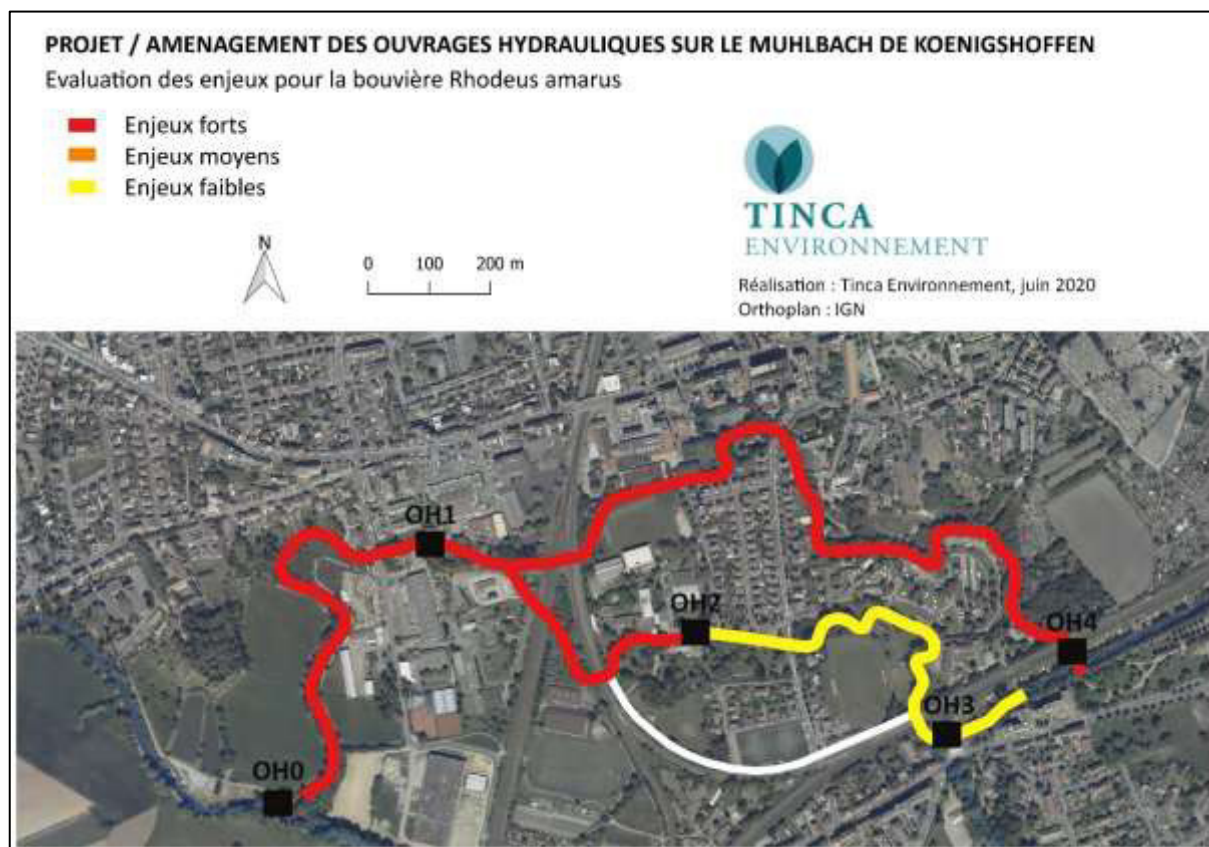 PROJET / AMENAGEMENT DES OUVRAGES HYDRAULIQUES SUR LE MUHLBACH DE KOENIGSHOFFEN
Evaluation des enjeux pour la bouvière Rhodeus amarus
Enjeux forts
Enjeux moyens
Enjeux faibles
N
0 100 200 m
TINCA
ENVIRONNEMENT
Réalisation : Tinca Environnement, juin 2020
Orthoplan : IGN
OH1
OH2
OH4
OH3
OH0